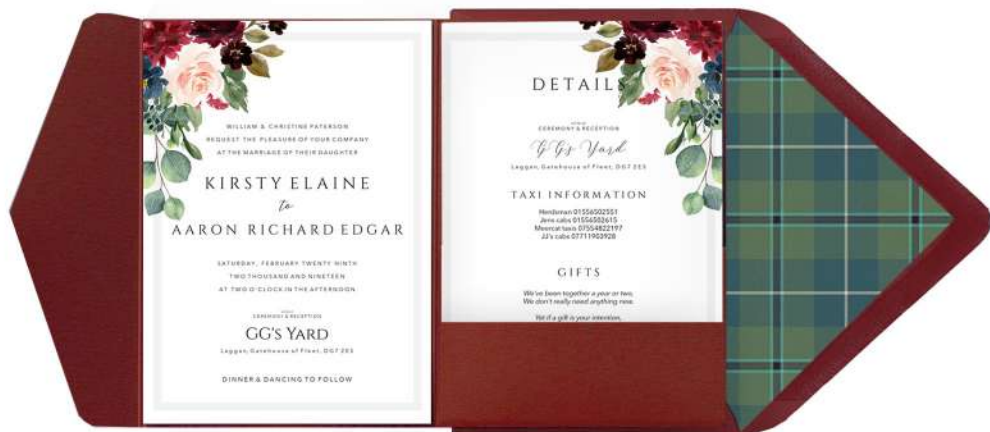 WILLIAM & CHRISTINE PATERSON
REQUEST THE PLEASURE OF YOUR COMPANY
AT THE MARRIAGE OF THEIR DAUGHTER
KIRSTY ELAINE
to
AARON RICHARD EDGAR
SATURDAY, FEBRUARY TWENTY NINTH
TWO THOUSAND AND NINETEEN
AT TWO O'CLOCK IN THE AFTERNOON
CEREMONY & RECEPTION
GG'S YARD
Laggan, Gatehouse of Fleet, DG7 2ES
DINNER & DANCING TO FOLLOW
DETAILS
CEREMONY & RECEPTION
GG's Yard
Laggan, Gatehouse of Fleet, DG7 2ES
TAXI INFORMATION
Herdsman 01556502551
Jens cabs 01556502615
Meercat taxis 07554822197
JJ's cabs 07711903928
GIFTS
We've been together a year or two,
We don't really need anything new.
Yet if a gift is your intention,